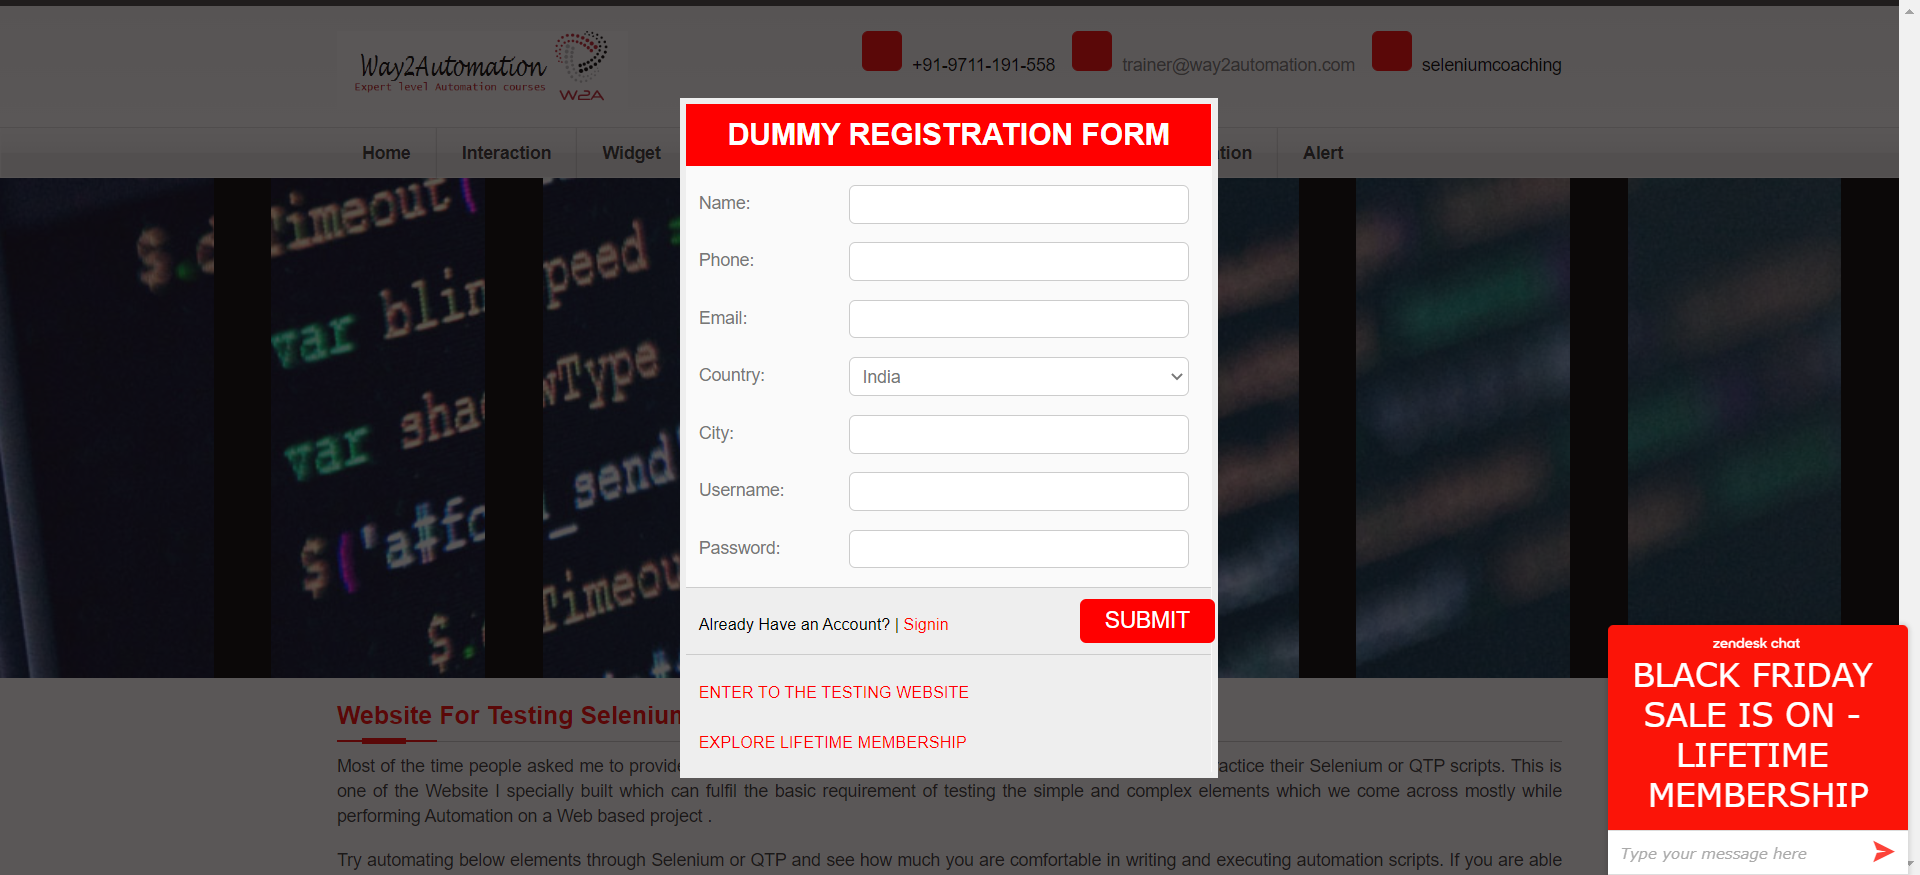 Way2Automation
Expert level Automation courses
W2A
+91-9711-191-558
trainer@way2automation.com
seleniumcoaching
Home
Interaction
Widget
Alert
DUMMY REGISTRATION FORM
Name:
Phone:
Email:
Country:
India
City:
Username:
Password:
Already Have an Account? | Signin
SUBMIT
ENTER TO THE TESTING WEBSITE
EXPLORE LIFETIME MEMBERSHIP
var
var
Website For Testing
Most of the time people asked me to
their Selenium or QTP scripts. This is
one of the Website I specially built which can fulfil the basic requirement of testing the simple and complex elements which we come across mostly while
performing Automation on a Web based project .
Try automating below elements through Selenium or QTP and see how much you are comfortable in writing and executing automation scripts. If you are able
zendesk chat
BLACK FRIDAY
SALE IS ON -
LIFETIME
MEMBERSHIP
Type your message here